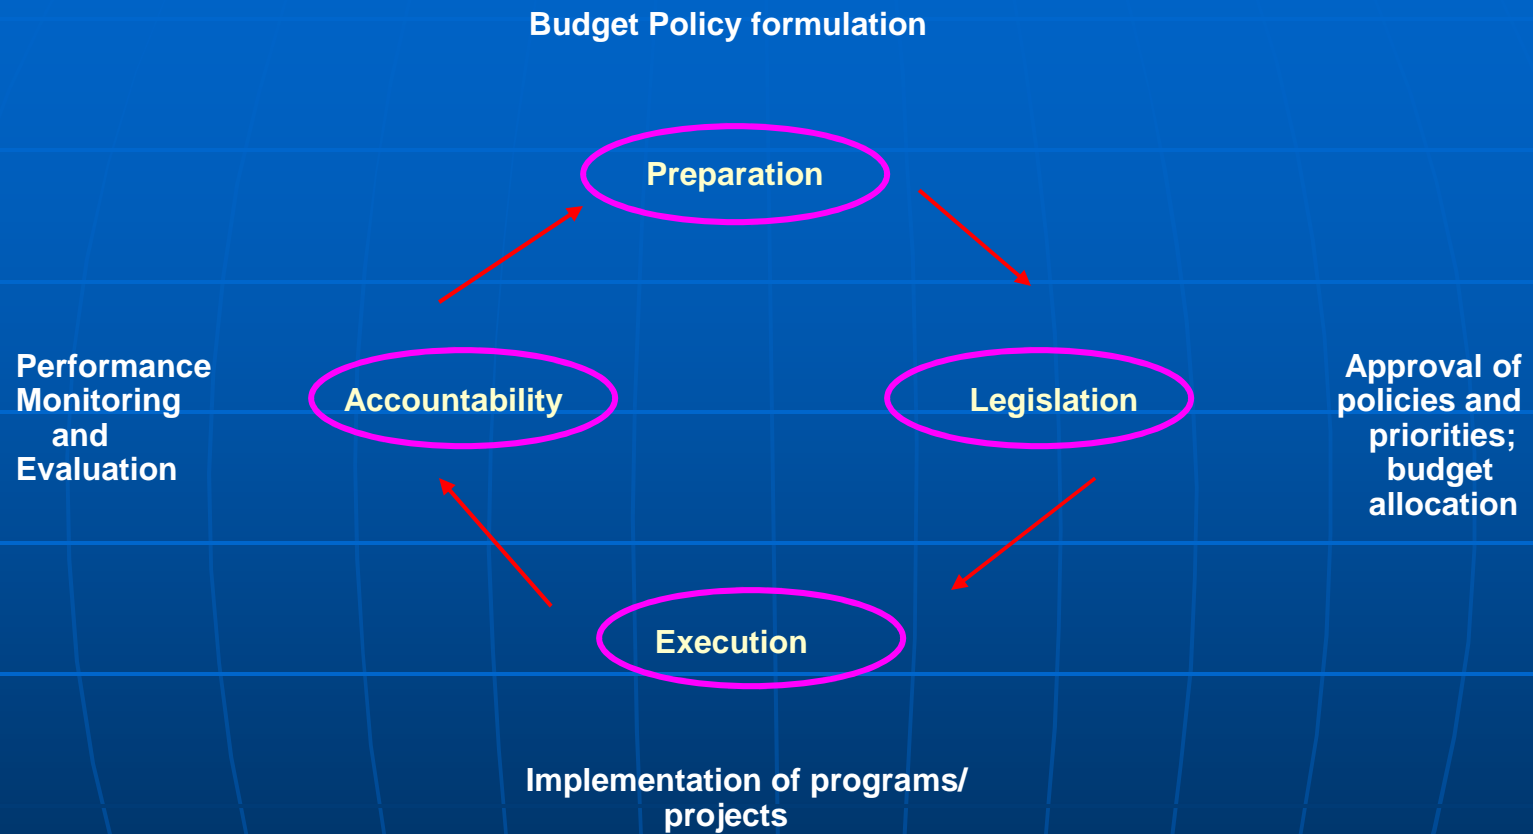 Budget Policy formulation
Preparation
Performance
Monitoring
and
Evaluation
Accountability
Legislation
Approval of
policies and
priorities;
budget
allocation
Execution
Implementation of programs/
projects